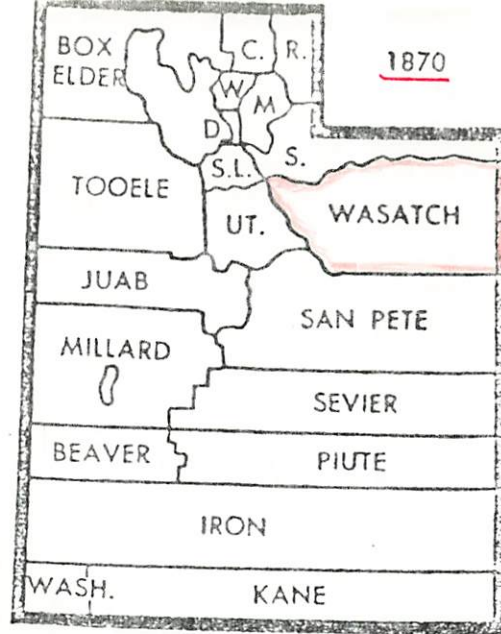 BOX
ELDER
C.
R.
1870
W
M
D.
S.
S.L.
TOOELE
WASATCH
UT.
JUAB
SAN PETE
MILLARD
SEVIER
BEAVER
PIUTE
IRON
WASH.
KANE